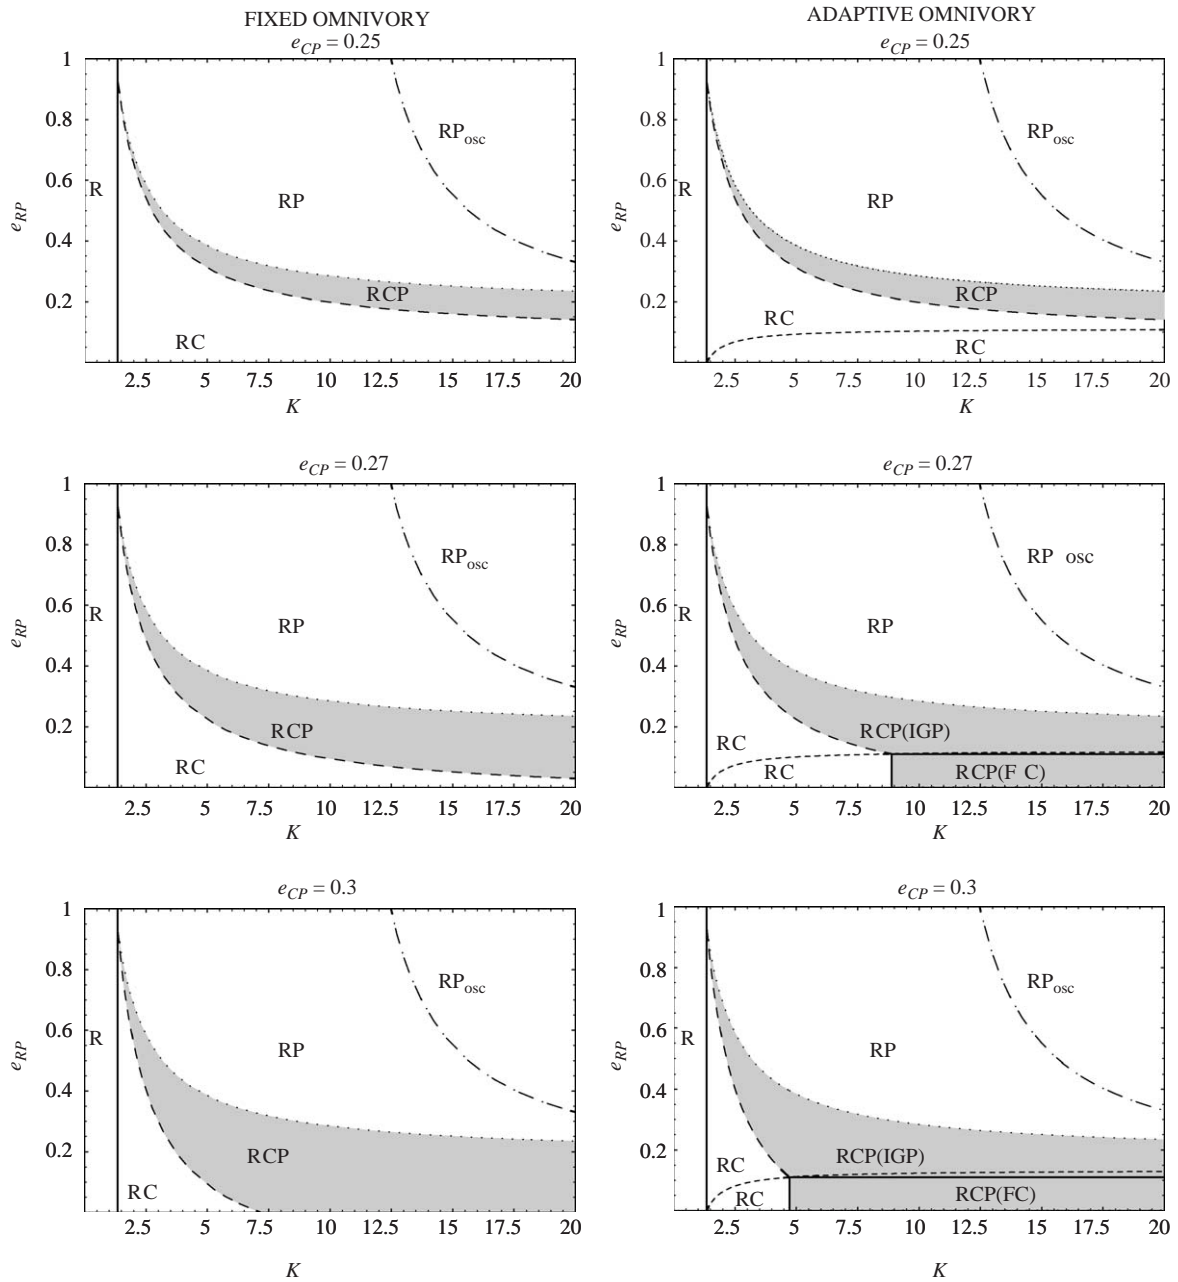 FIXED OMNIVORY
e_CP = 0.25
1
0.8
0.6
0.4
0.2
e_RP
R
RP
RP_osc
RCP
RC
2.5 5 7.5 10 12.5 15 17.5 20
K
ADAPTIVE OMNIVORY
e_CP = 0.25
1
0.8
0.6
0.4
0.2
e_RP
R
RP
RP_osc
RCP
RC
RC
2.5 5 7.5 10 12.5 15 17.5 20
K
e_CP = 0.27
1
0.8
0.6
0.4
0.2
e_RP
R
RP
RP_osc
RCP
RC
2.5 5 7.5 10 12.5 15 17.5 20
K
e_CP = 0.27
1
0.8
0.6
0.4
0.2
e_RP
R
RP
RP osc
RCP(IGP)
RC
RC
RCP(F C)
2.5 5 7.5 10 12.5 15 17.5 20
K
e_CP = 0.3
1
0.8
0.6
0.4
0.2
e_RP
R
RP
RP_osc
RCP
RC
2.5 5 7.5 10 12.5 15 17.5 20
K
e_CP = 0.3
1
0.8
0.6
0.4
0.2
e_RP
R
RP
RP_osc
RCP(IGP)
RC
RC
RCP(FC)
2.5 5 7.5 10 12.5 15 17.5 20
K